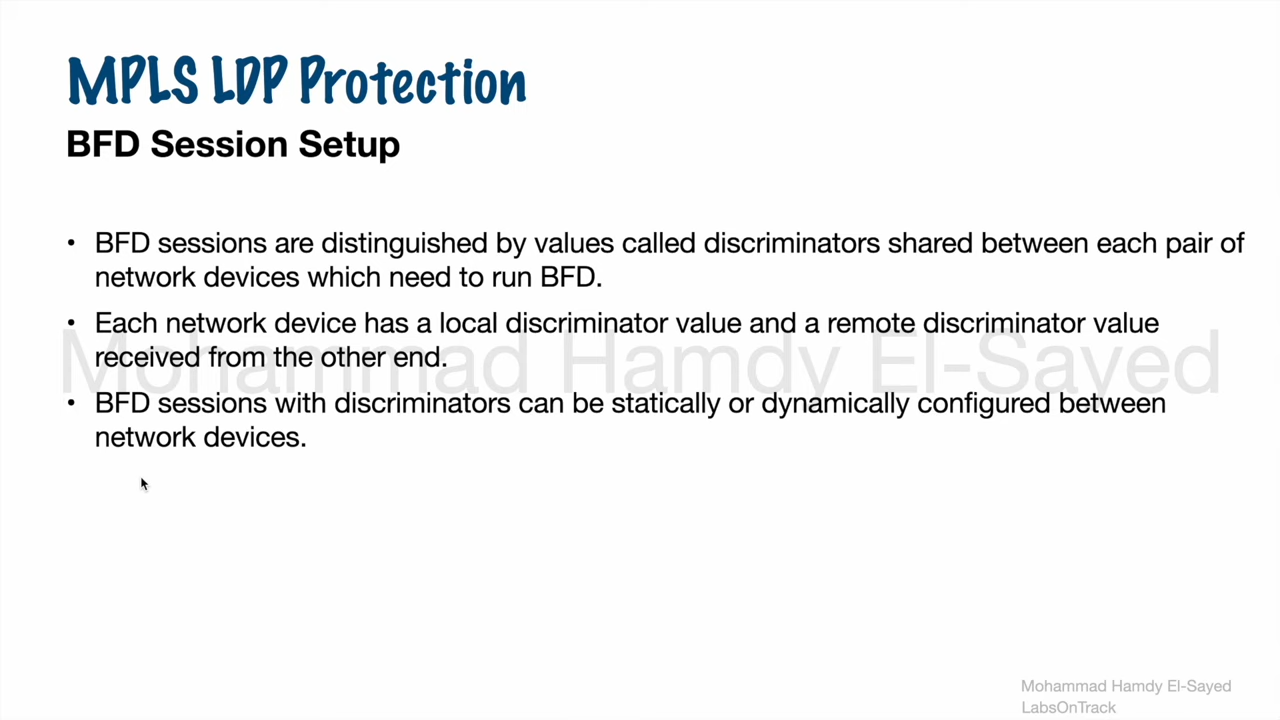 MPLS LDP Protection
BFD Session Setup
• BFD sessions are distinguished by values called discriminators shared between each pair of
network devices which need to run BFD.
• Each network device has a local discriminator value and a remote discriminator value
received from the other end.
Mohammad Hamdy El-Sayed
• BFD sessions with discriminators can be statically or dynamically configured between
network devices.
Mohammad Hamdy El-Sayed
LabsOnTrack